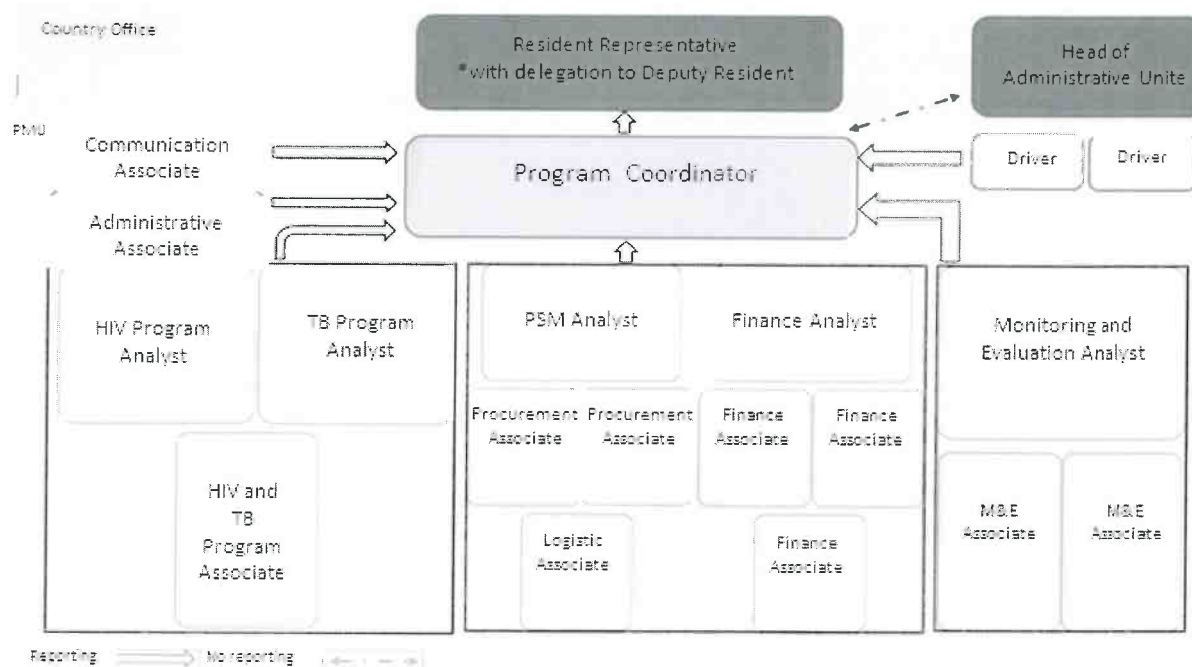 Country Office
Resident Representative
*with delegation to Deputy Resident
Head of
Administrative Unite
PMU
Communication
Associate
Program Coordinator
Driver
Driver
Administrative
Associate
HIV Program
Analyst
TB Program
Analyst
PSM Analyst
Finance Analyst
Monitoring and
Evaluation Analyst
Procurement
Associate
Procurement
Associate
Finance
Associate
Finance
Associate
HIV and
TB
Program
Associate
Logistic
Associate
Finance
Associate
M&E
Associate
M&E
Associate
Reporting
No reporting